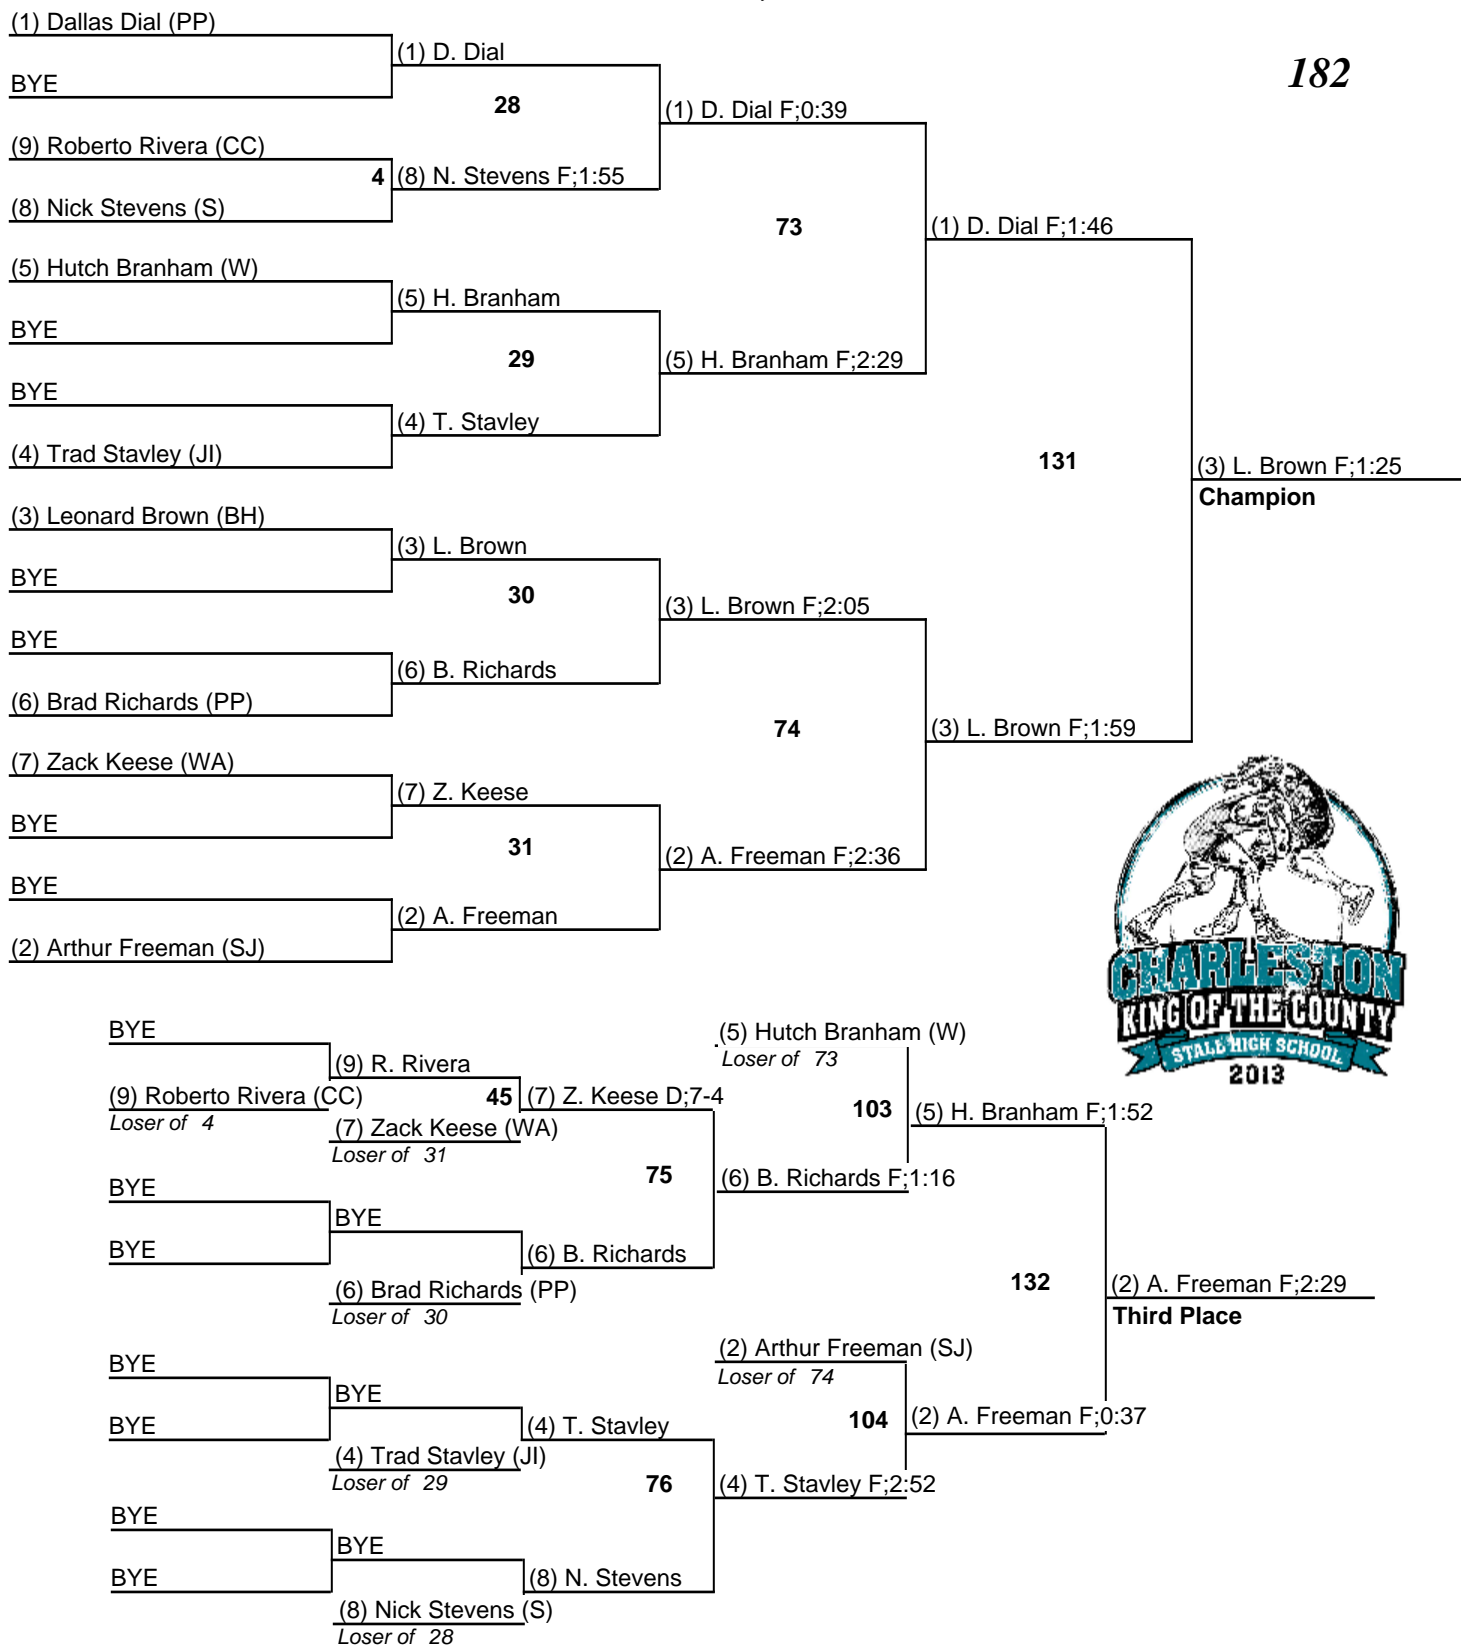 (1) Dallas Dial (PP)
BYE
(9) Roberto Rivera (CC)
(8) Nick Stevens (S)
(5) Hutch Branham (W)
BYE
BYE
(4) Trad Stavley (JI)
(3) Leonard Brown (BH)
BYE
BYE
(6) Brad Richards (PP)
(7) Zack Keese (WA)
BYE
BYE
(2) Arthur Freeman (SJ)
(1) D. Dial
28
4
(8) N. Stevens F;1:55
(5) H. Branham
29
(4) T. Stavley
(3) L. Brown
30
(6) B. Richards
(7) Z. Keese
31
(2) A. Freeman
(1) D. Dial F;0:39
73
(5) H. Branham F;2:29
(3) L. Brown F;2:05
74
(2) A. Freeman F;2:36
(1) D. Dial F;1:46
131
(3) L. Brown F;1:59
182
(3) L. Brown F;1:25
Champion
CHARLESTON
KING OF THE COUNTY
STALL HIGH SCHOOL
2013
BYE
(9) Roberto Rivera (CC)
Loser of 4
BYE
BYE
BYE
BYE
BYE
BYE
(9) R. Rivera
45
(7) Zack Keese (WA)
Loser of 31
BYE
(6) Brad Richards (PP)
Loser of 30
BYE
(4) Trad Stavley (JI)
Loser of 29
BYE
(8) Nick Stevens (S)
Loser of 28
(7) Z. Keese D;7-4
75
(6) B. Richards
(4) T. Stavley
76
(8) N. Stevens
(5) Hutch Branham (W)
Loser of 73
103
(6) B. Richards F;1:16
(2) Arthur Freeman (SJ)
Loser of 74
104
(4) T. Stavley F;2:52
(5) H. Branham F;1:52
132
(2) A. Freeman F;0:37
(2) A. Freeman F;2:29
Third Place